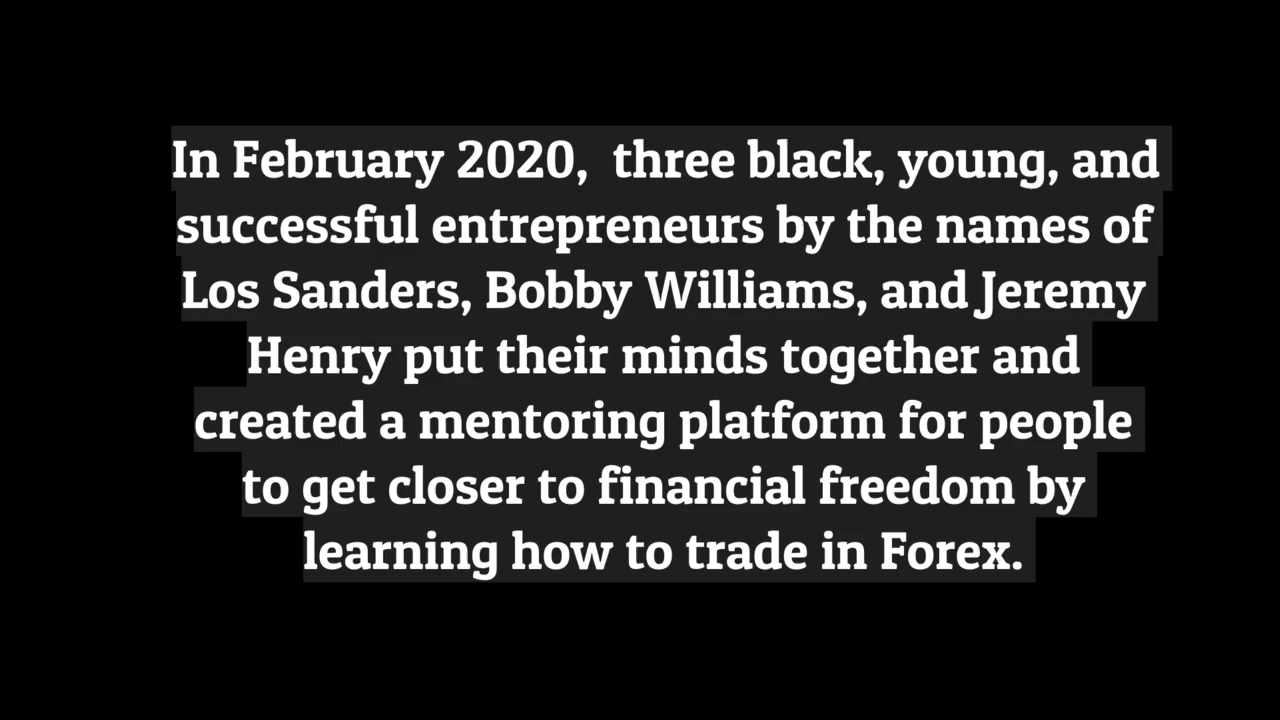 In February 2020,  three black, young, and
successful entrepreneurs by the names of
Los Sanders, Bobby Williams, and Jeremy
Henry put their minds together and
created a mentoring platform for people
to get closer to financial freedom by
learning how to trade in Forex.